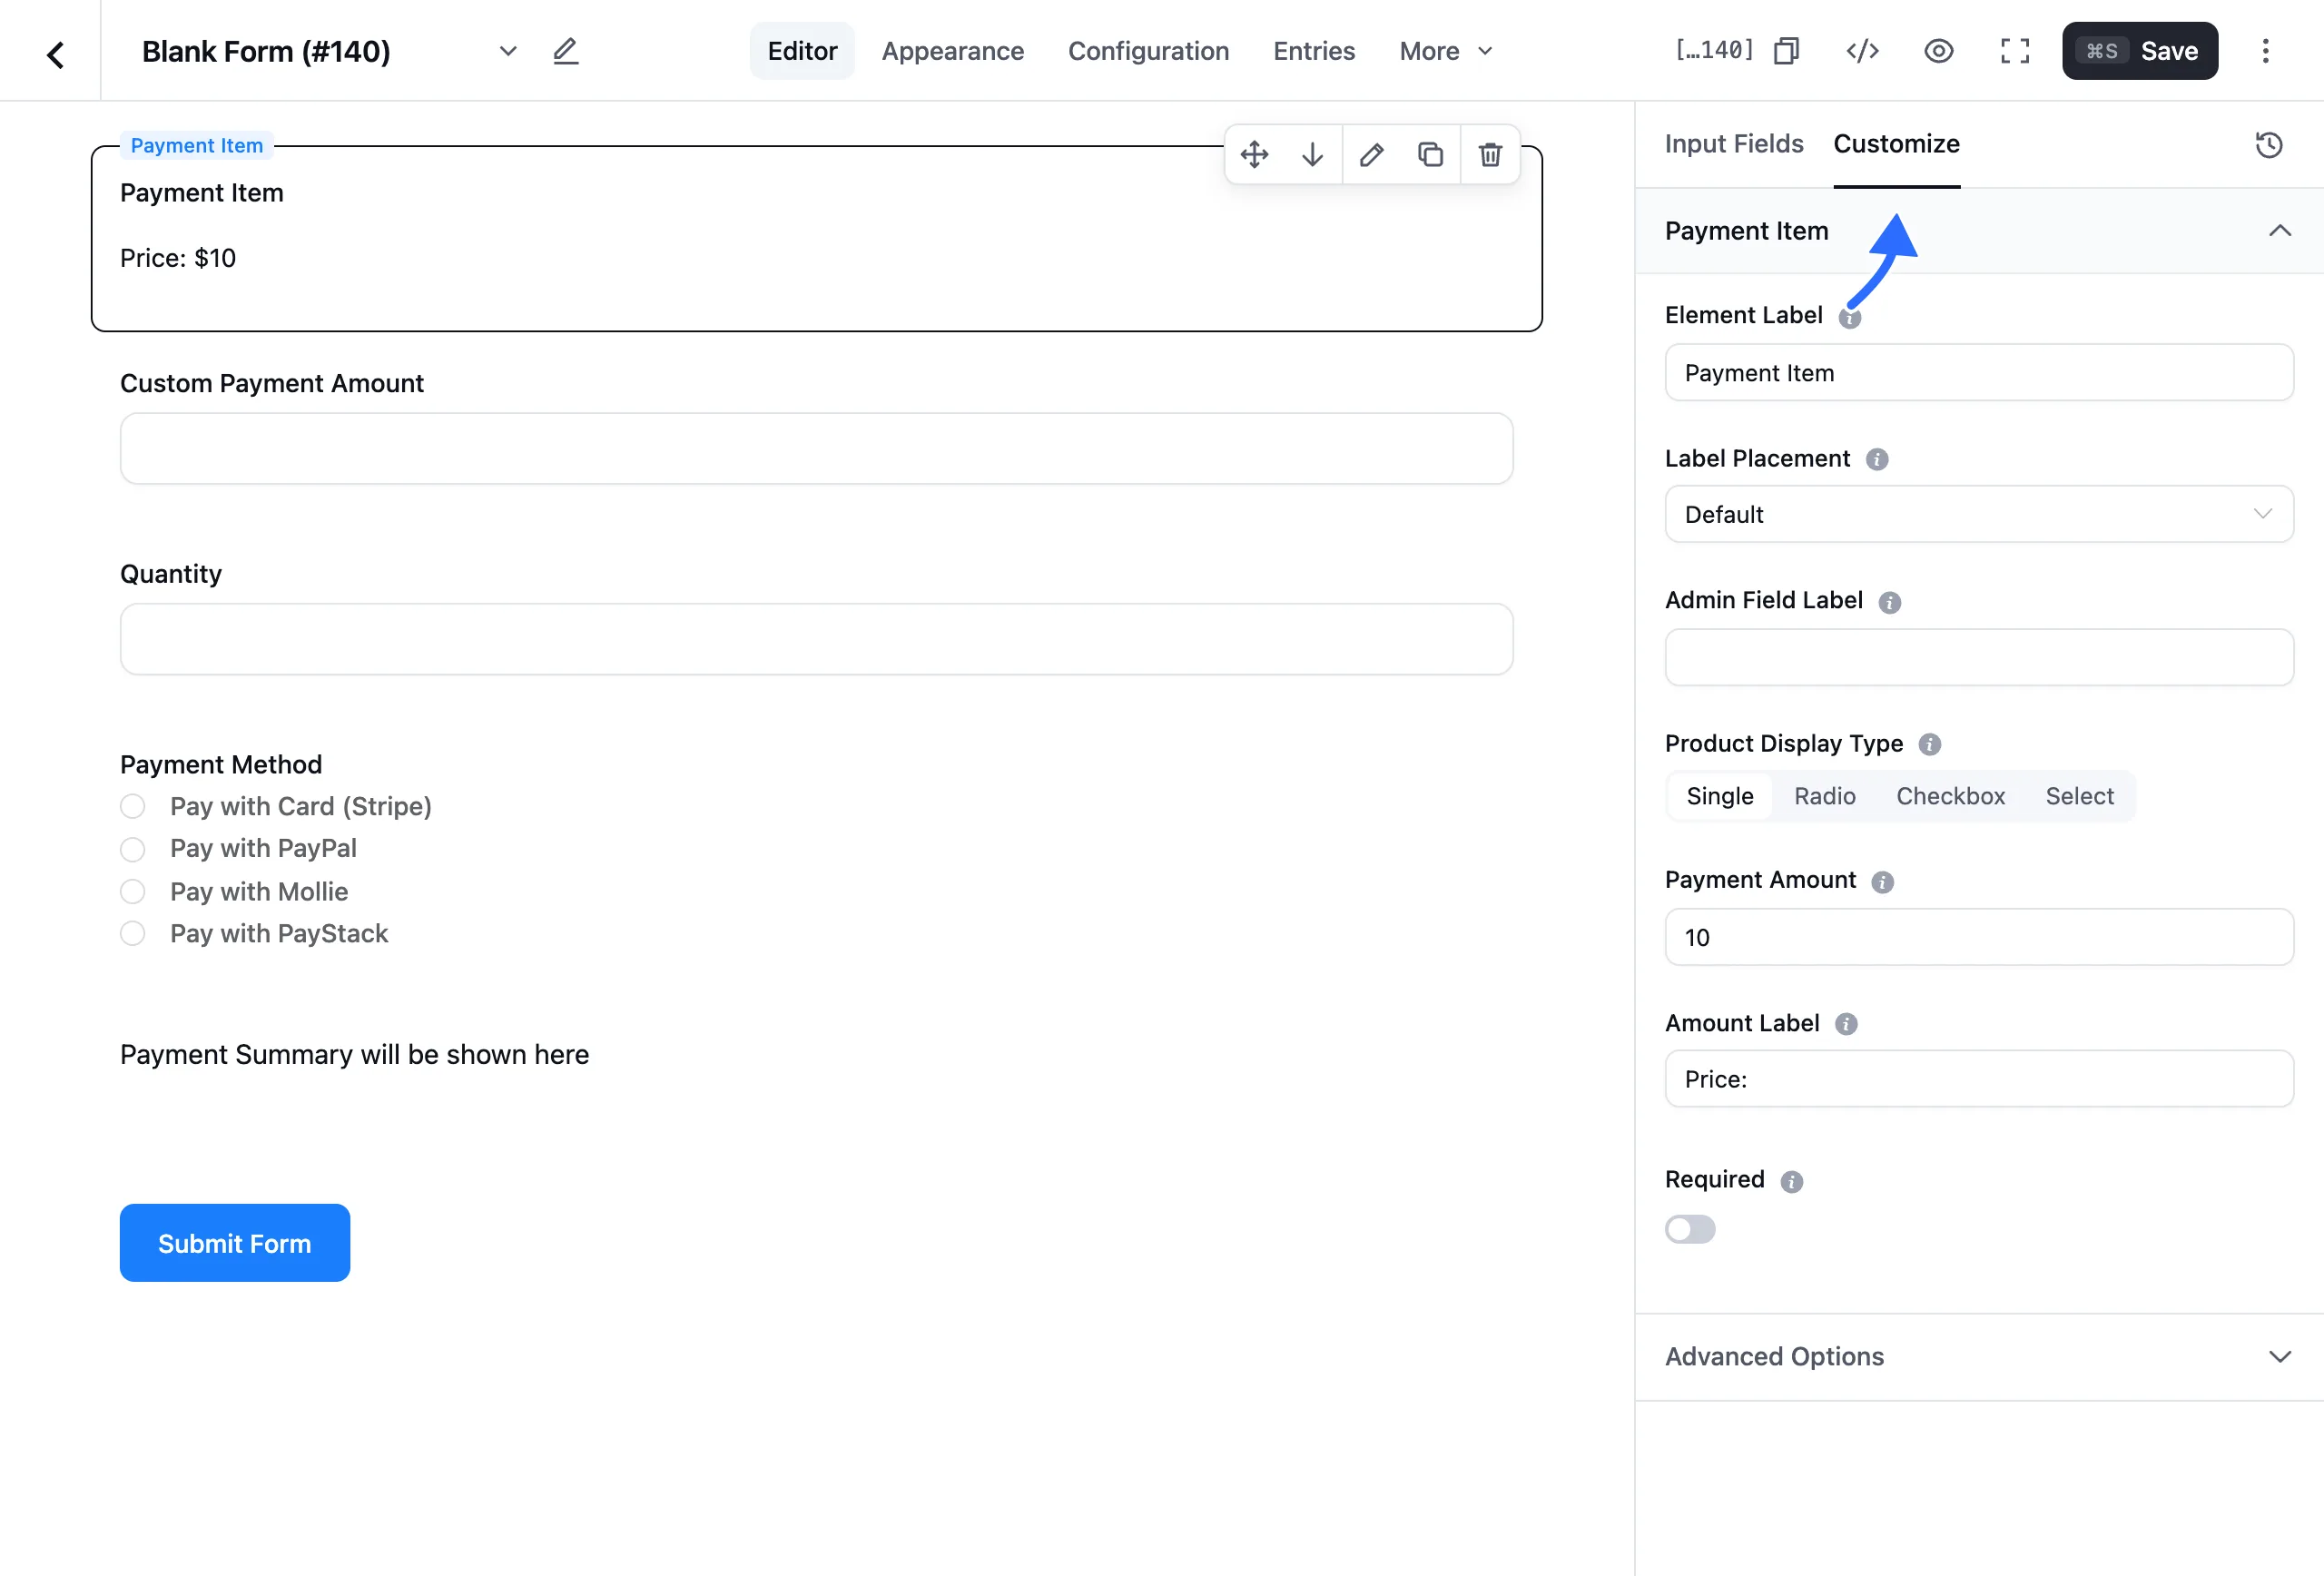 Blank Form (#140)
Editor
Appearance
Configuration
Entries
More
[...140]
⌘S Save
Payment Item
Payment Item
Price: $10
Custom Payment Amount
Quantity
Payment Method
Pay with Card (Stripe)
Pay with PayPal
Pay with Mollie
Pay with PayStack
Payment Summary will be shown here
Submit Form
Input Fields
Customize
Payment Item
Element Label
Payment Item
Label Placement
Default
Admin Field Label
Product Display Type
Single Radio Checkbox Select
Payment Amount
10
Amount Label
Price:
Required
Advanced Options